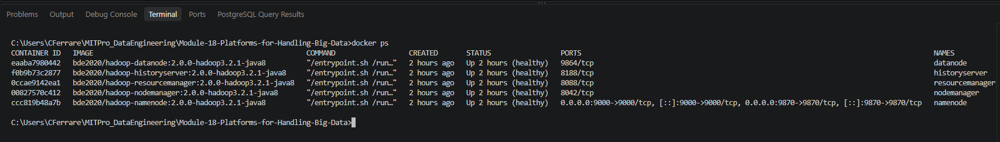 Problems Output Debug Console Terminal Ports PostgreSQL Query Results
C:\Users\CFerrare\MITPro_DataEngineering\Module-18-Platforms-for-Handling-Big-Data>docker ps
CONTAINER ID IMAGE COMMAND CREATED STATUS PORTS NAMES
eaaba7980442 bde2020/hadoop-datanode:2.0.0-hadoop3.2.1-java8 "/entrypoint.sh /run…" 2 hours ago Up 2 hours (healthy) 9864/tcp datanode
f0b9b73c2877 bde2020/hadoop-historyserver:2.0.0-hadoop3.2.1-java8 "/entrypoint.sh /run…" 2 hours ago Up 2 hours (healthy) 8188/tcp historyserver
0ccae9142ea1 bde2020/hadoop-resourcemanager:2.0.0-hadoop3.2.1-java8 "/entrypoint.sh /run…" 2 hours ago Up 2 hours (healthy) 8088/tcp resourcemanager
00827570c412 bde2020/hadoop-nodemanager:2.0.0-hadoop3.2.1-java8 "/entrypoint.sh /run…" 2 hours ago Up 2 hours (healthy) 8042/tcp nodemanager
ccc819b48a7b bde2020/hadoop-namenode:2.0.0-hadoop3.2.1-java8 "/entrypoint.sh /run…" 2 hours ago Up 2 hours (healthy) 0.0.0.0:9000->9000/tcp, [::]:9000->9000/tcp, 0.0.0.0:9870->9870/tcp, [::]:9870->9870/tcp namenode
C:\Users\CFerrare\MITPro_DataEngineering\Module-18-Platforms-for-Handling-Big-Data>